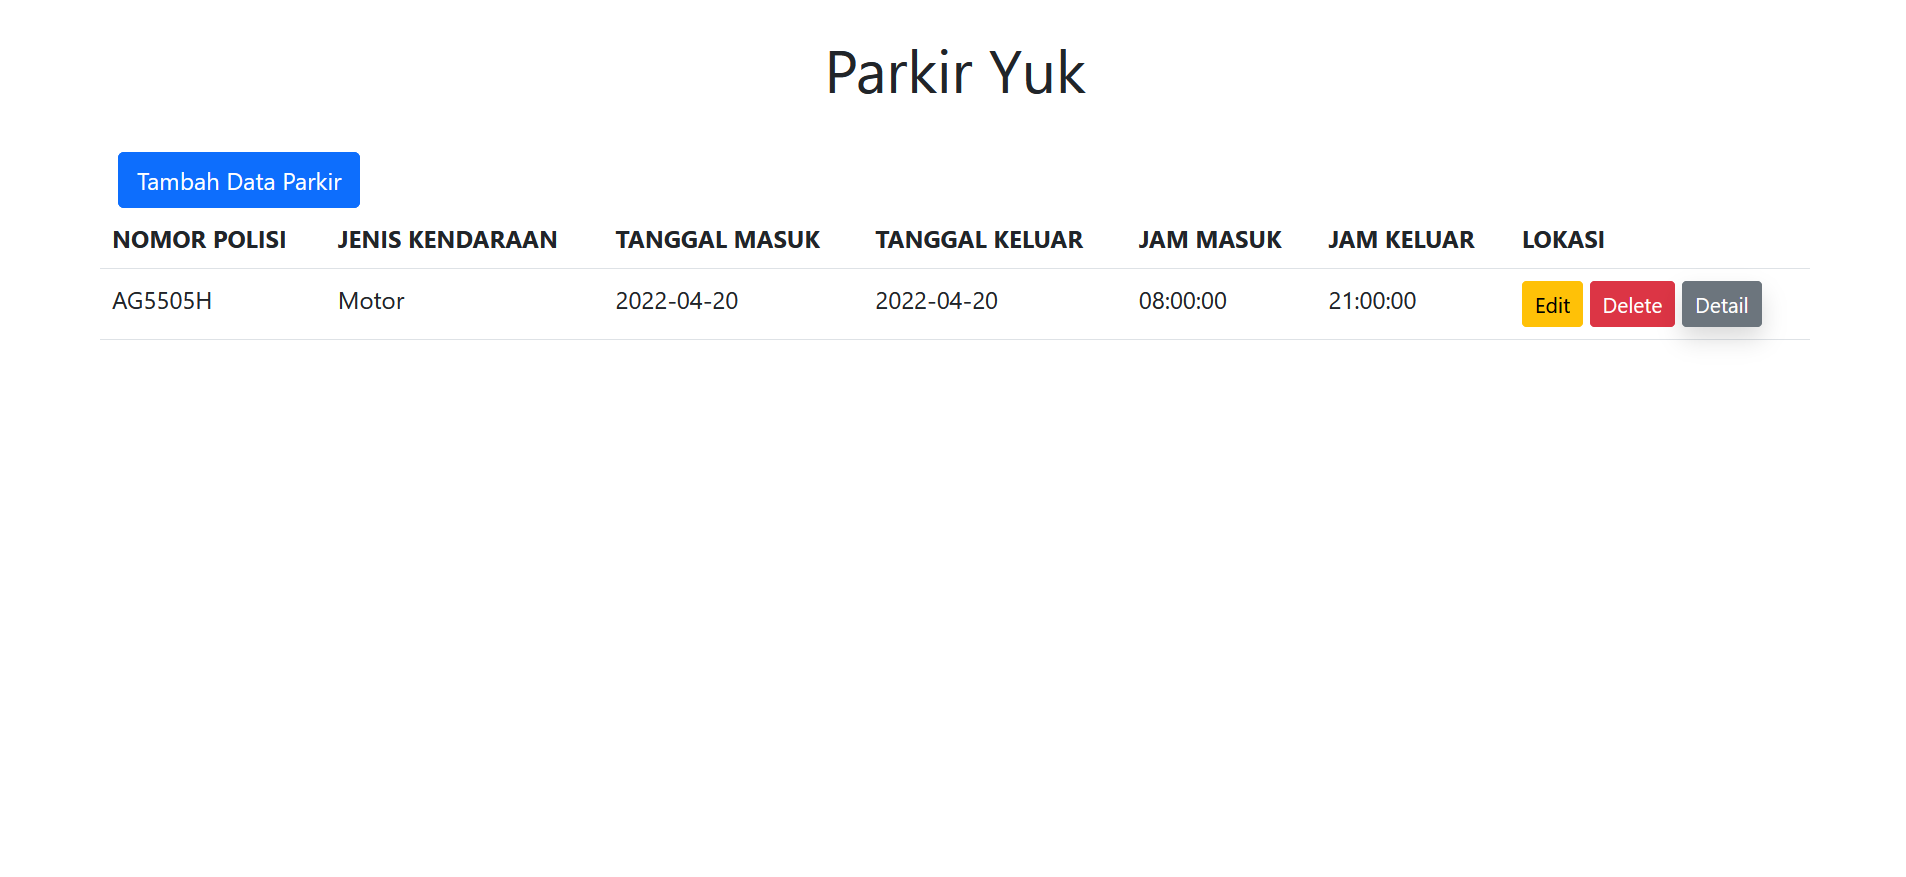 Parkir Yuk
Tambah Data Parkir
NOMOR POLISI JENIS KENDARAAN TANGGAL MASUK TANGGAL KELUAR JAM MASUK JAM KELUAR LOKASI
AG5505H Motor 2022-04-20 2022-04-20 08:00:00 21:00:00 Edit Delete Detail